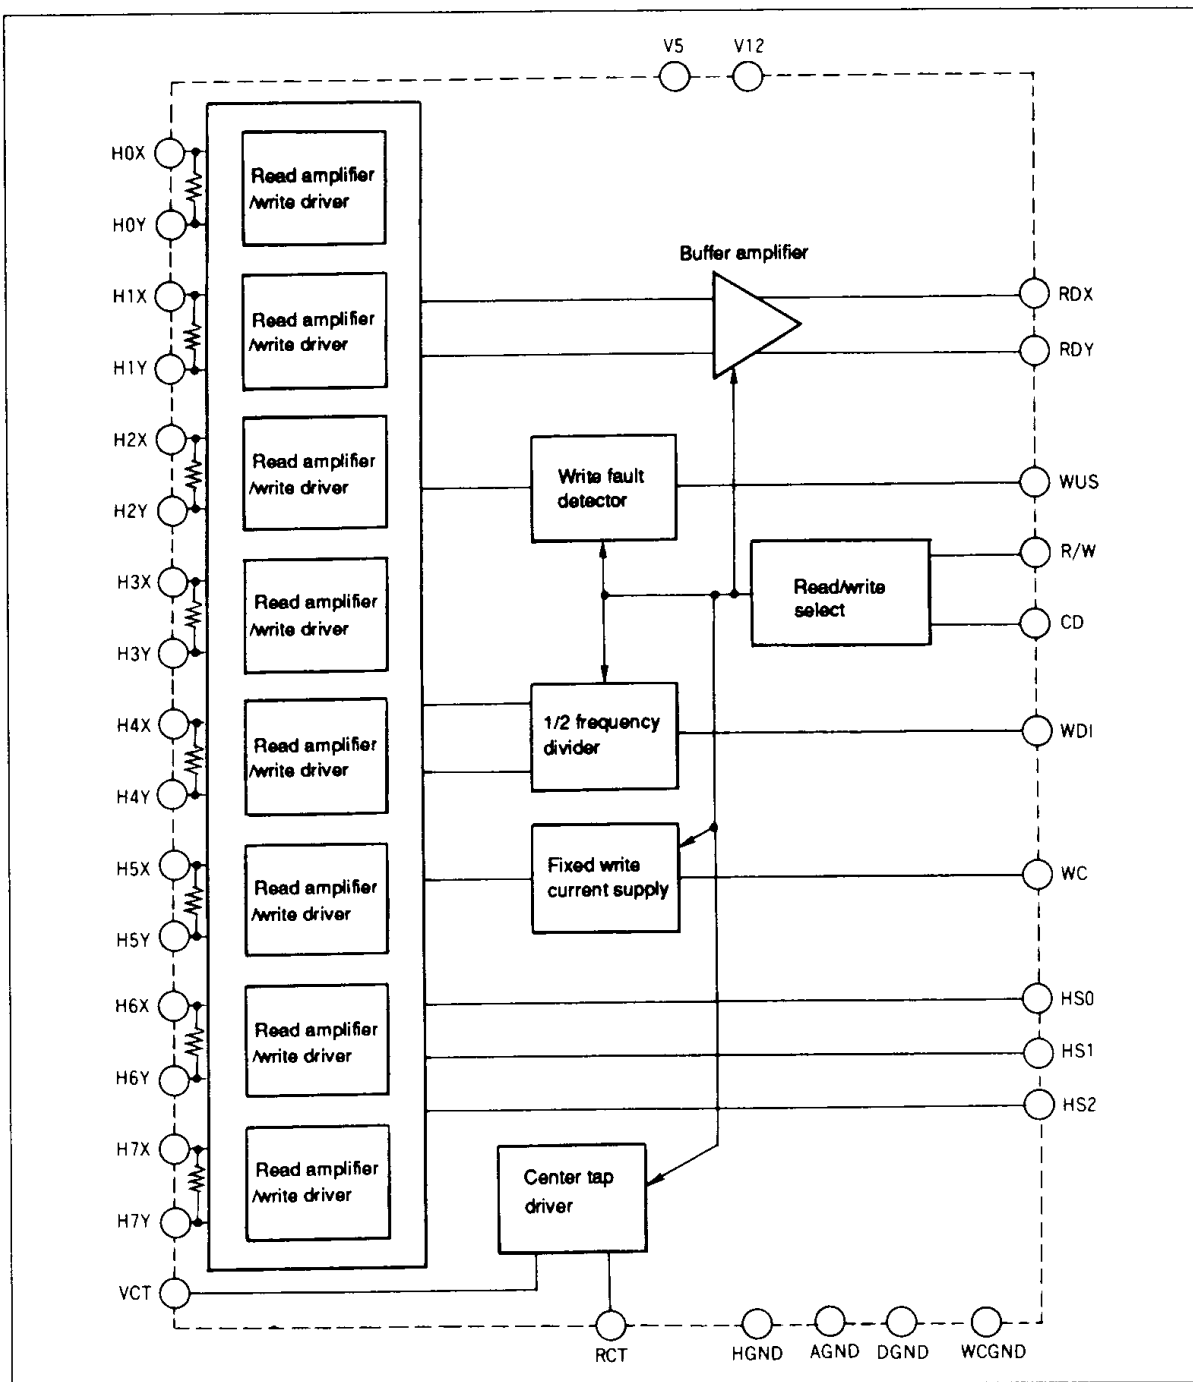 V5
V12
H0X
Read amplifier
/write driver
H0Y
Buffer amplifier
H1X
Read amplifier
/write driver
RDX
RDY
H1Y
H2X
Read amplifier
/write driver
Write fault
detector
WUS
H2Y
R/W
H3X
Read amplifier
/write driver
Read/write
select
CD
H3Y
H4X
Read amplifier
/write driver
1/2 frequency
divider
WDI
H4Y
H5X
Read amplifier
/write driver
Fixed write
current supply
WC
H5Y
H6X
Read amplifier
/write driver
HS0
HS1
H6Y
HS2
H7X
Read amplifier
/write driver
Center tap
driver
H7Y
VCT
RCT
HGND
AGND
DGND
WCGND